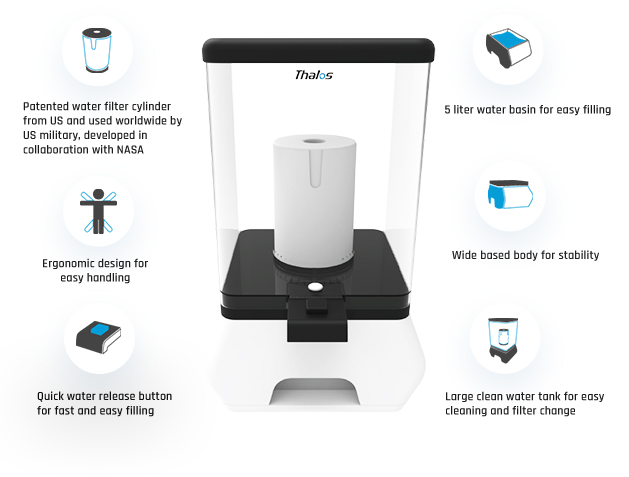 Thalos
Patented water filter cylinder
from US and used worldwide by
US military, developed in
collaboration with NASA
5 liter water basin for easy filling
Ergonomic design for
easy handling
Wide based body for stability
Quick water release button
for fast and easy filling
Large clean water tank for easy
cleaning and filter change